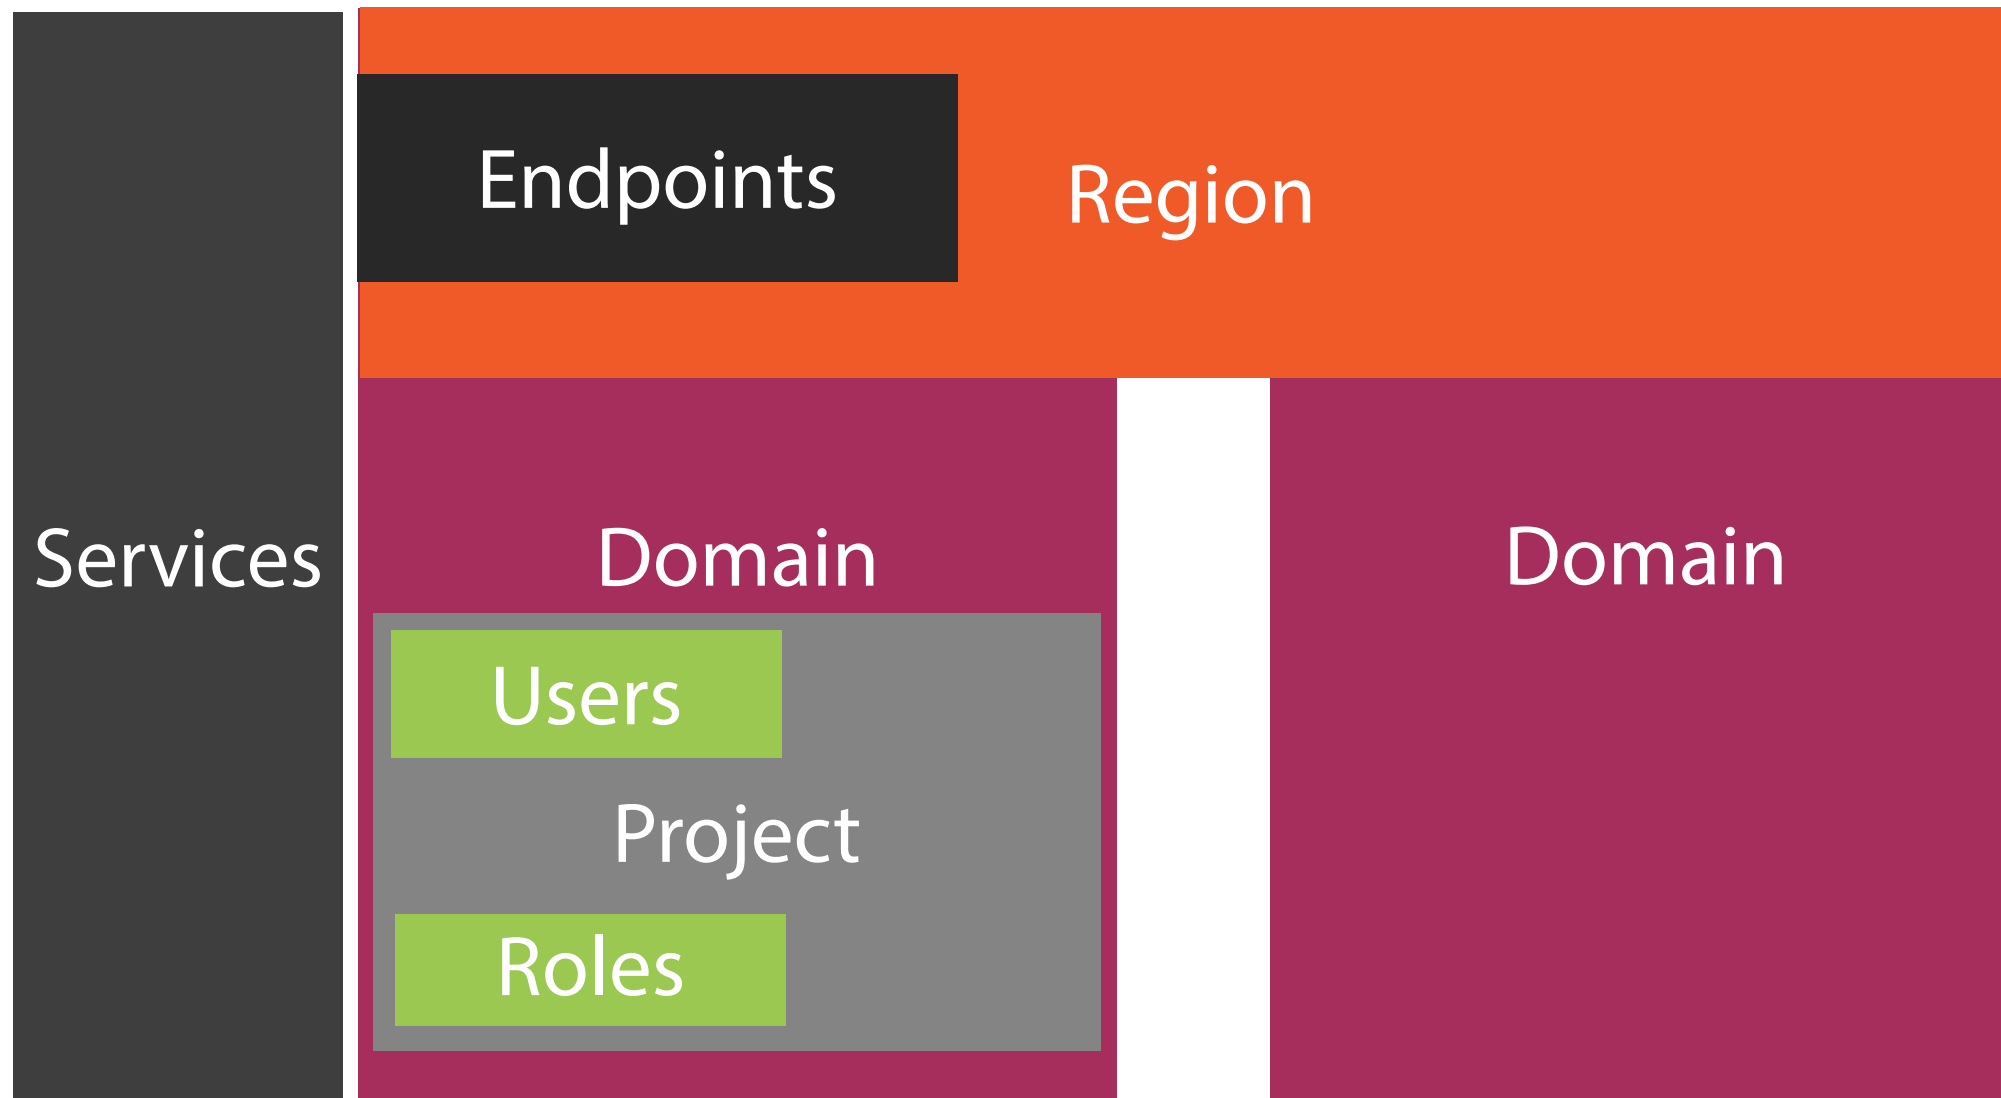 Endpoints
Region
Services
Domain
Domain
Users
Project
Roles